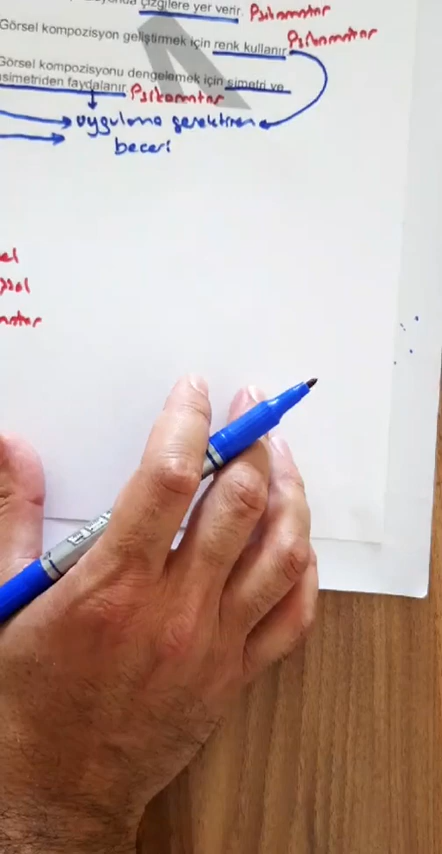 çizgilere yer verir. Psikomotor
Görsel kompozisyon geliştirmek için renk kullanır Psikomotor
Görsel kompozisyonu dengelemek için simetri ve
asimetriden faydalanır Psikomotor
uygulama gerektiren
beceri